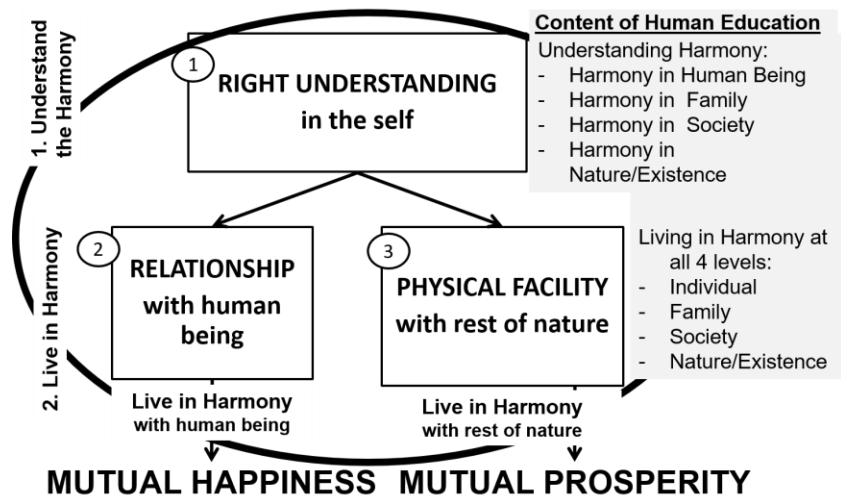 Content of Human Education
Understanding Harmony:
- Harmony in Human Being
- Harmony in Family
- Harmony in Society
- Harmony in
Nature/Existence
1. Understand
the Harmony
1
RIGHT UNDERSTANDING
in the self
2. Live in Harmony
2
RELATIONSHIP
with human
being
3
PHYSICAL FACILITY
with rest of nature
Living in Harmony at
all 4 levels:
- Individual
- Family
- Society
- Nature/Existence
Live in Harmony
with human being
Live in Harmony
with rest of nature
MUTUAL HAPPINESS
MUTUAL PROSPERITY